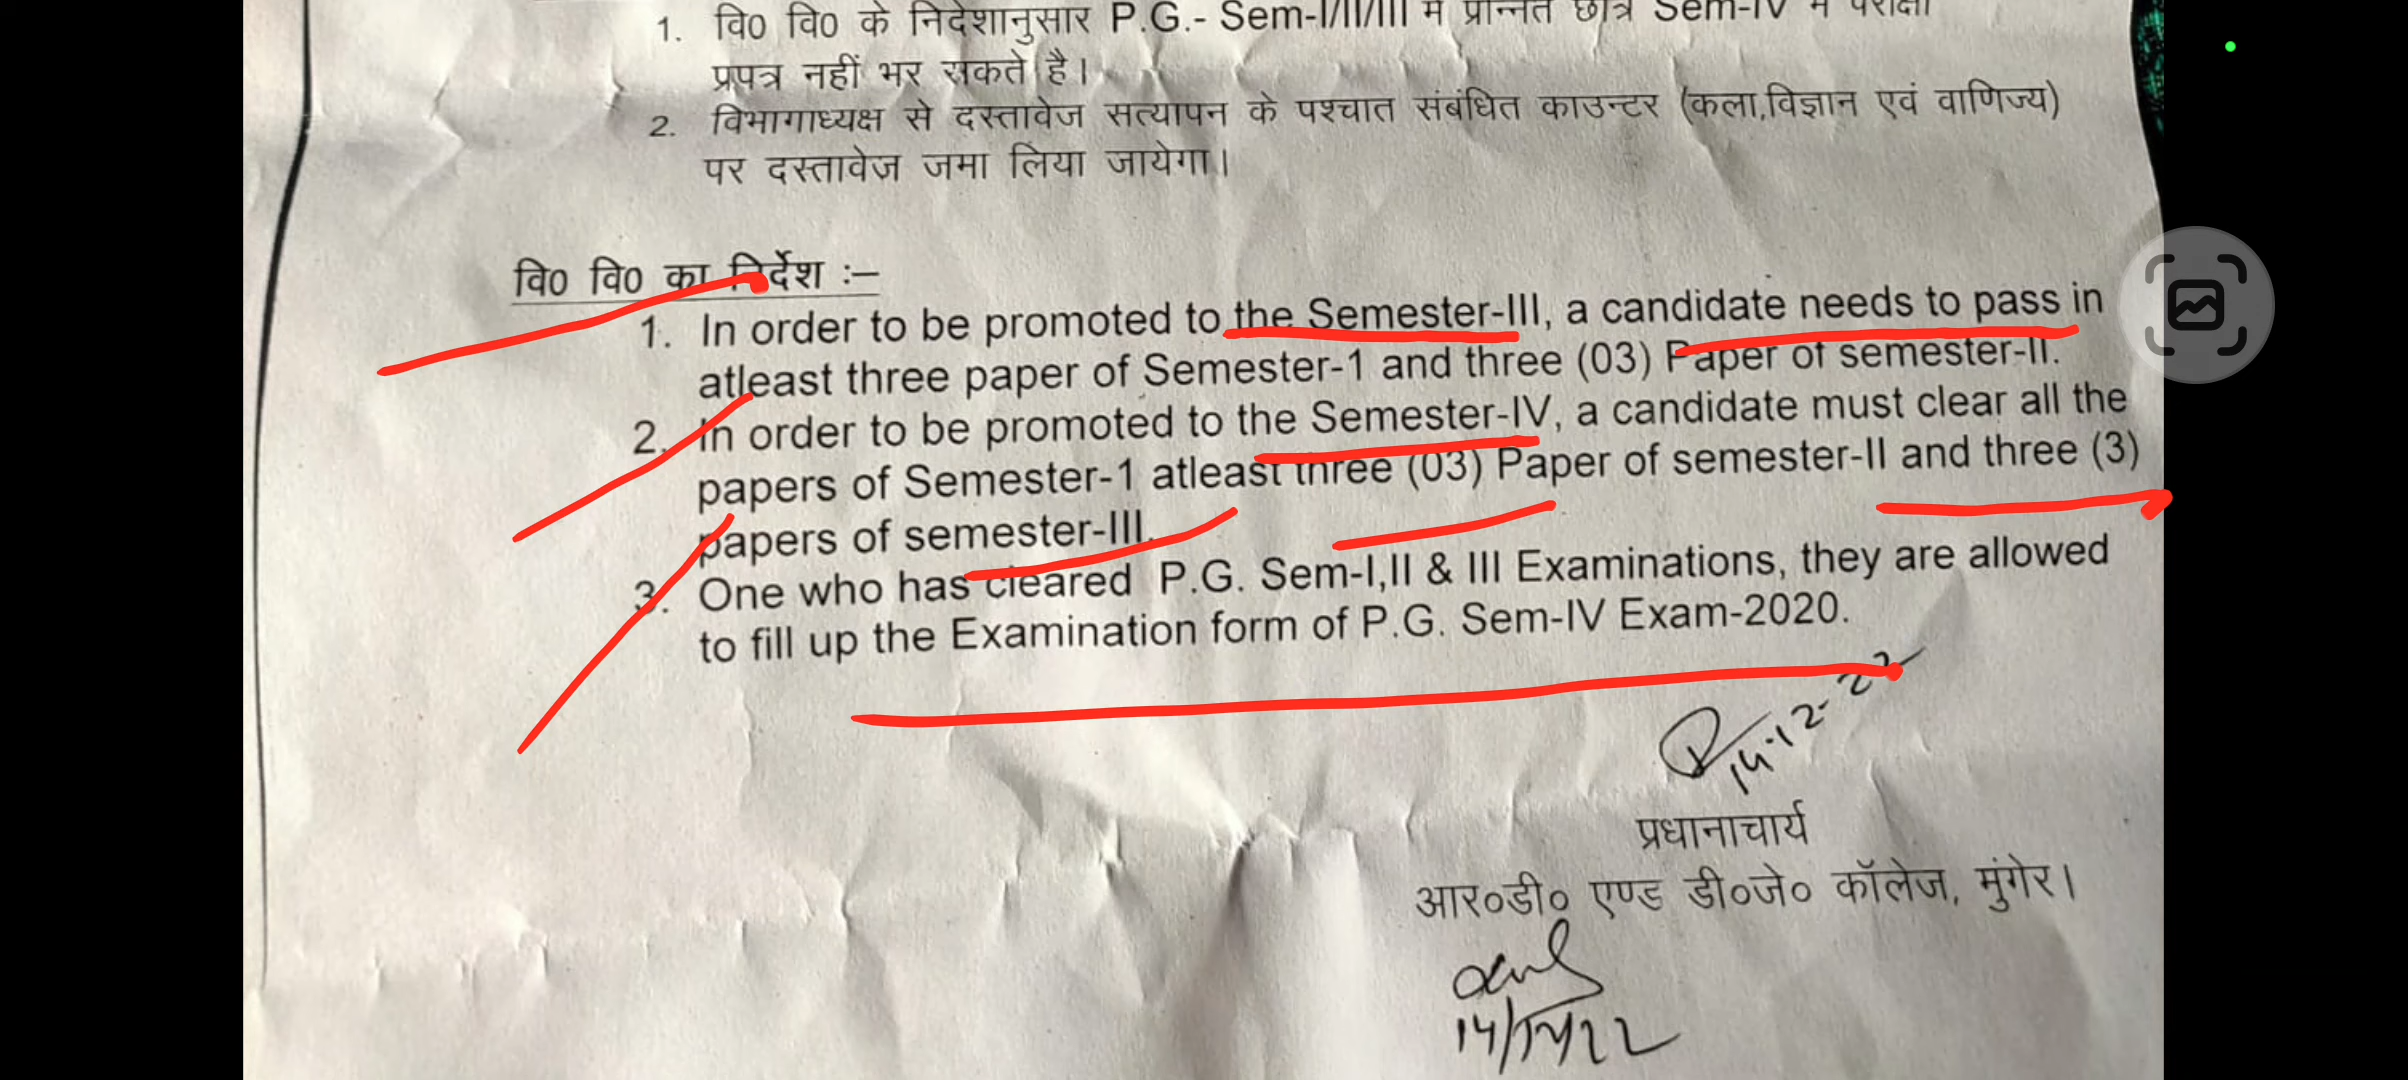 1. वि0 वि0 के निदेशानुसार P.G.- Sem-I/II/III में प्रोन्नत छात्र Sem-IV में परीक्षा
प्रपत्र नहीं भर सकते है।
2. विभागाध्यक्ष से दस्तावेज सत्यापन के पश्चात संबंधित काउन्टर (कला,विज्ञान एवं वाणिज्य)
पर दस्तावेज़ जमा लिया जायेगा।
वि0 वि0 का निर्देश :–
1. In order to be promoted to the Semester-III, a candidate needs to pass in
atleast three paper of Semester-1 and three (03) Paper of semester-II.
2. In order to be promoted to the Semester-IV, a candidate must clear all the
papers of Semester-1 atleast three (03) Paper of semester-II and three (3)
papers of semester-III.
3. One who has cleared P.G. Sem-I,II & III Examinations, they are allowed
to fill up the Examination form of P.G. Sem-IV Exam-2020.
14.12.22
प्रधानाचार्य
आर०डी० एण्ड डी०जे० कॉलेज, मुंगेर।